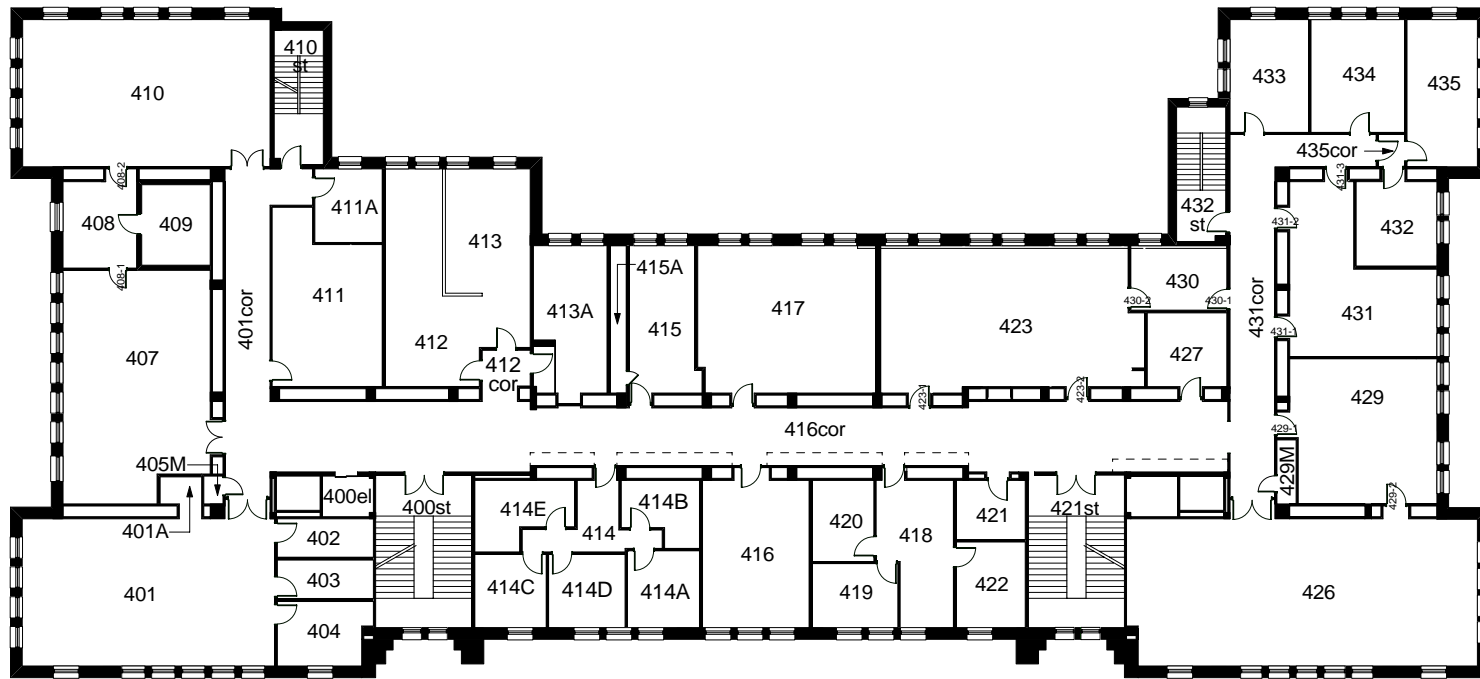 410
st
410
433
434
435
435cor
408-2
431-3
411A
408
409
432
st
431-2
432
413
408-1
415A
430
401cor
431cor
430-2
430-1
413A
411
417
431
415
423
412
407
431-1
427
412
cor
423-2
423-1
429
416cor
429-1
405M
429M
400el
429-2
400st
414E
414B
421st
401A
420
421
402
414
418
416
403
414C
414D
414A
422
401
419
426
404